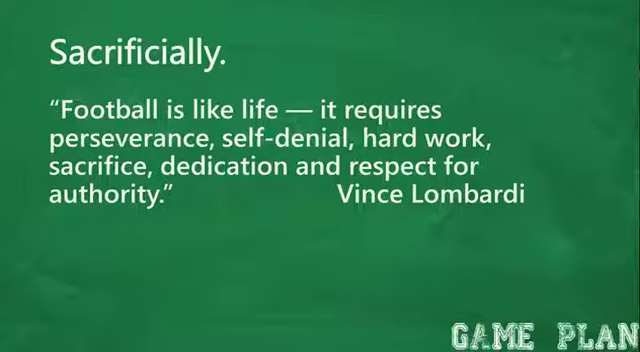 Sacrificially.
“Football is like life — it requires
perseverance, self-denial, hard work,
sacrifice, dedication and respect for
authority.” Vince Lombardi
GAME PLAN